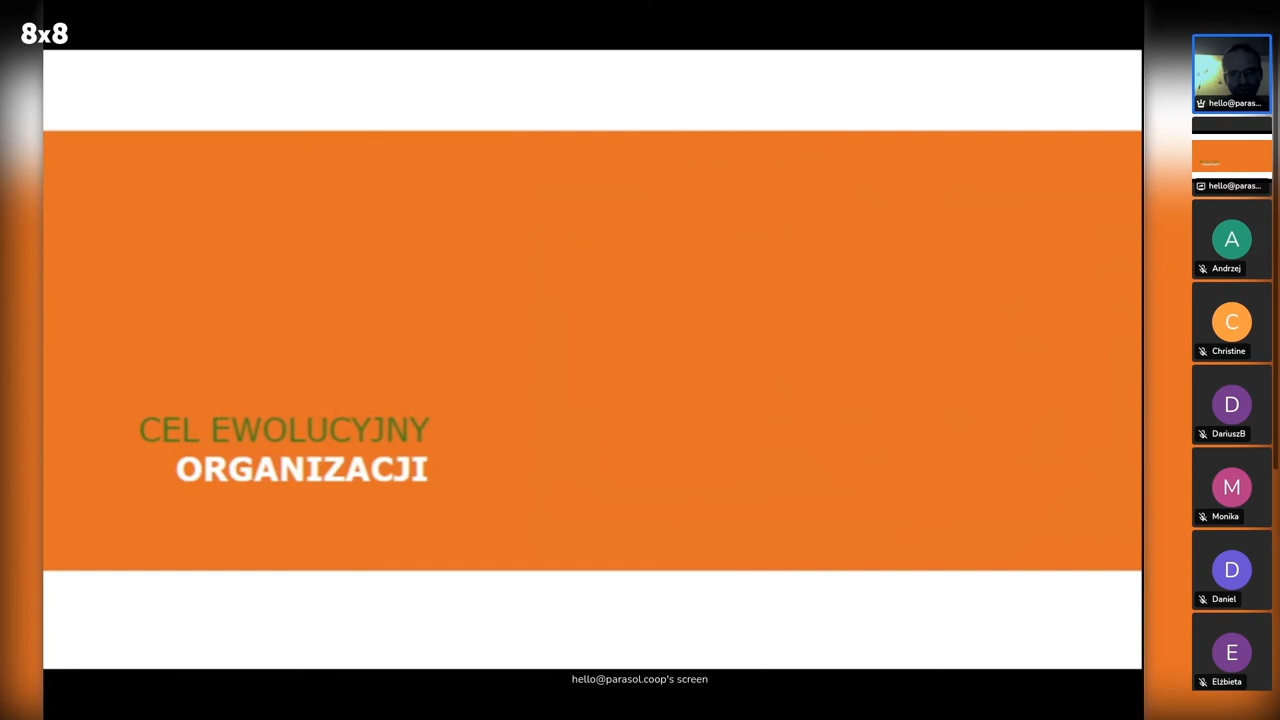 8x8
CEL EWOLUCYJNY
ORGANIZACJI
hello@parasol.coop's screen
hello@paras...
hello@paras...
A
Andrzej
C
Christine
D
DariuszB
M
Monika
D
Daniel
E
Elżbieta